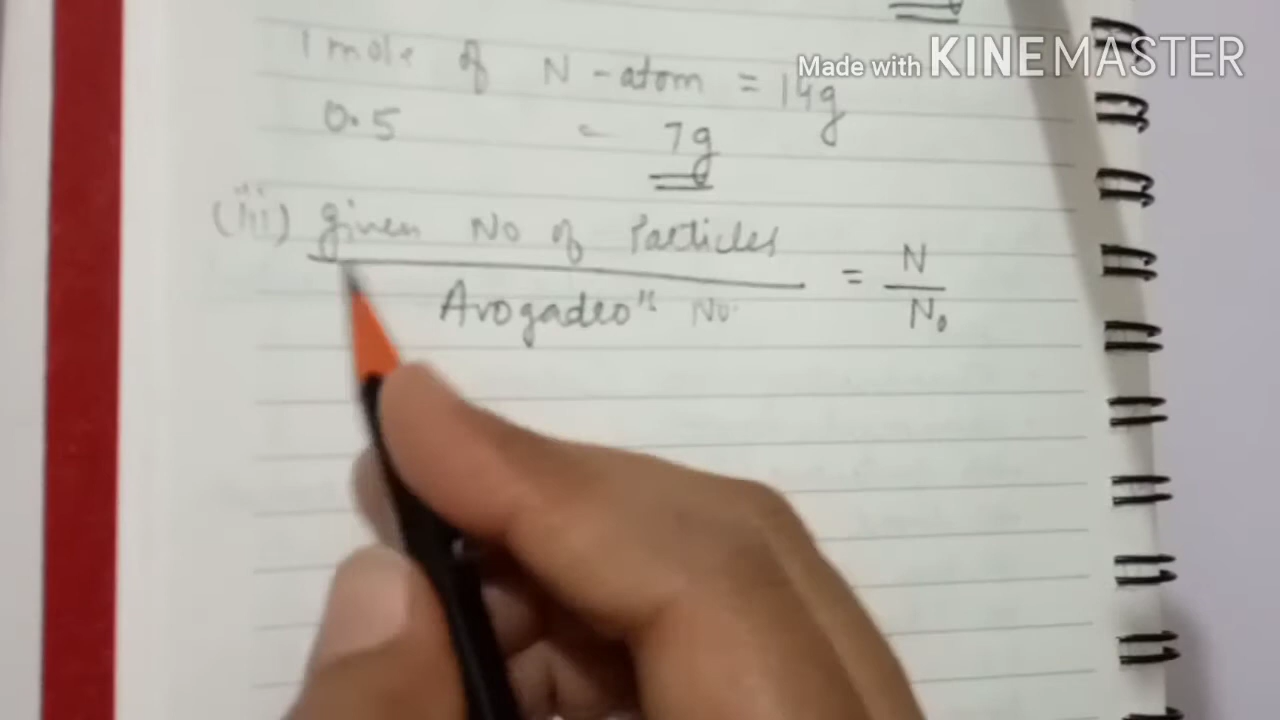 Made with KINEMASTER
1 mole of N-atom = 14g
0.5 = 7g
(iii) given No of Particles
Avogadro's No.
= N
N₀